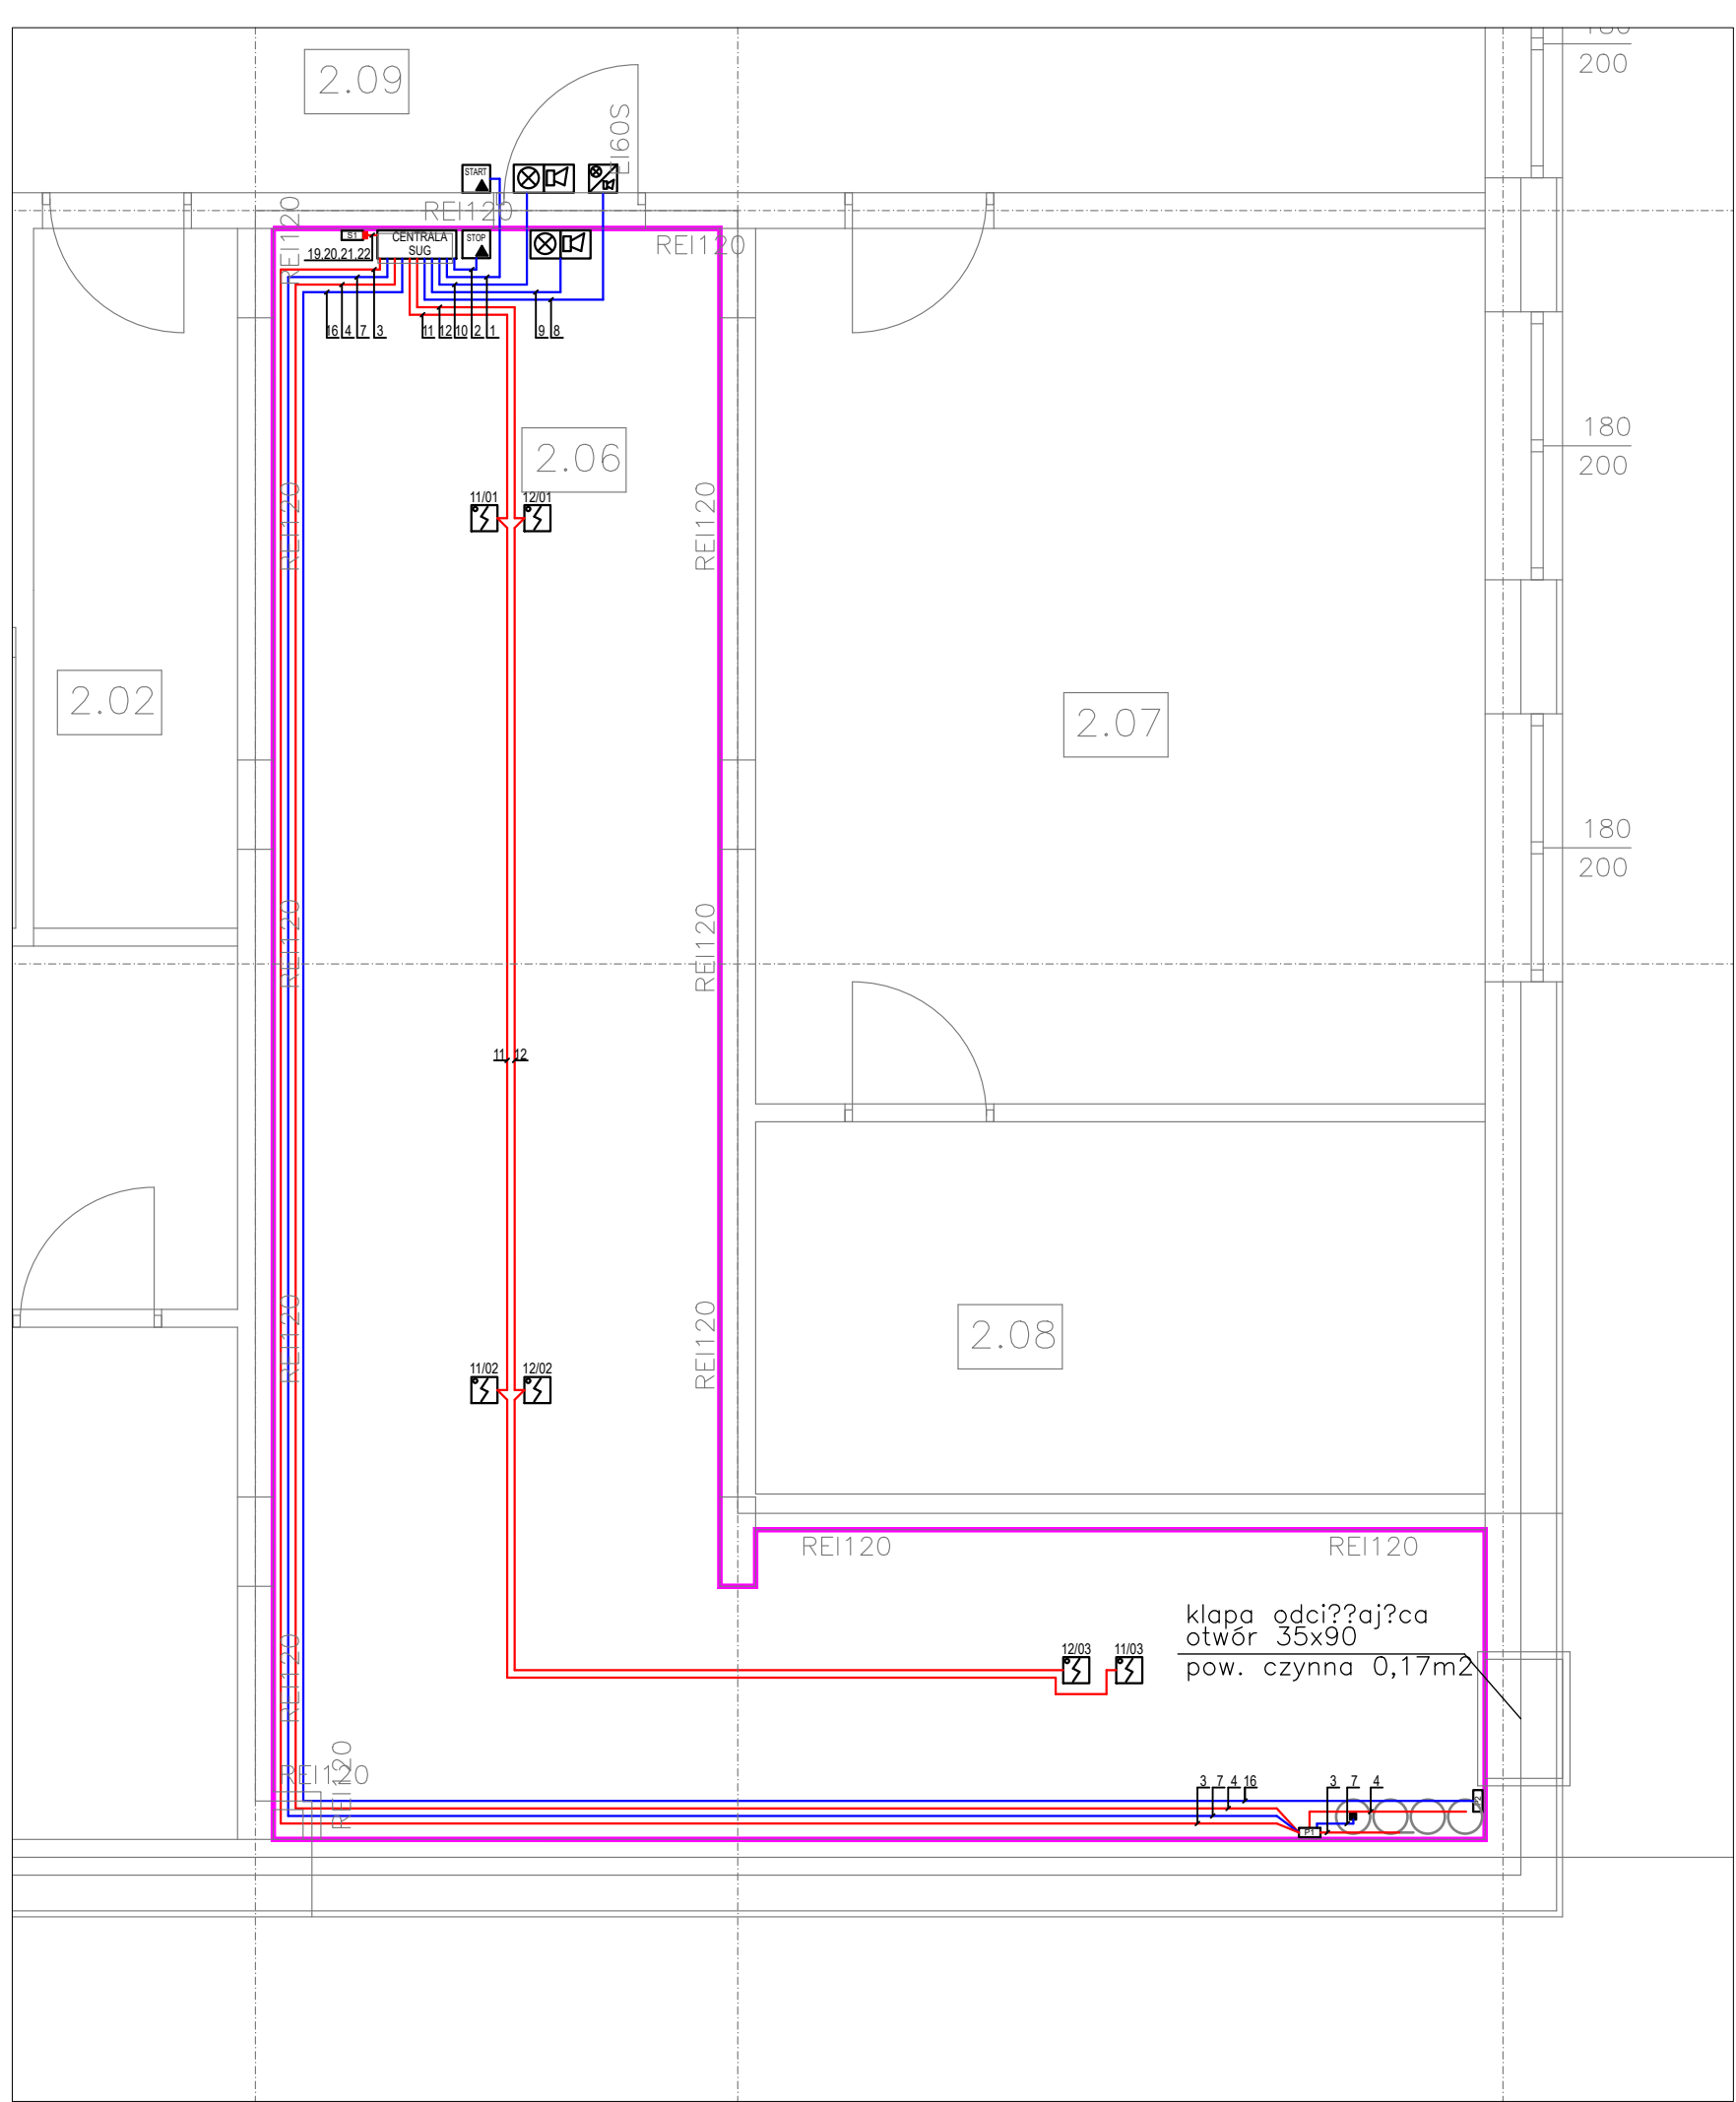 200
2.09
EI60S
START
REI120
REI120
REI120
S1
CENTRALA
SUG
STOP
19.20.21.22
16 4 7 3
11 12 10 2 1
9 8
180
200
2.06
11/01
12/01
REI120
REI120
2.02
2.07
180
200
REI120
REI120
11 12
REI120
REI120
2.08
11/02
12/02
REI120
REI120
klapa odci??aj?ca
otwór 35x90
pow. czynna 0,17m2
12/03
11/03
REI120
REI120
REI120
3 7 4 16
3 7 4
P2
P1